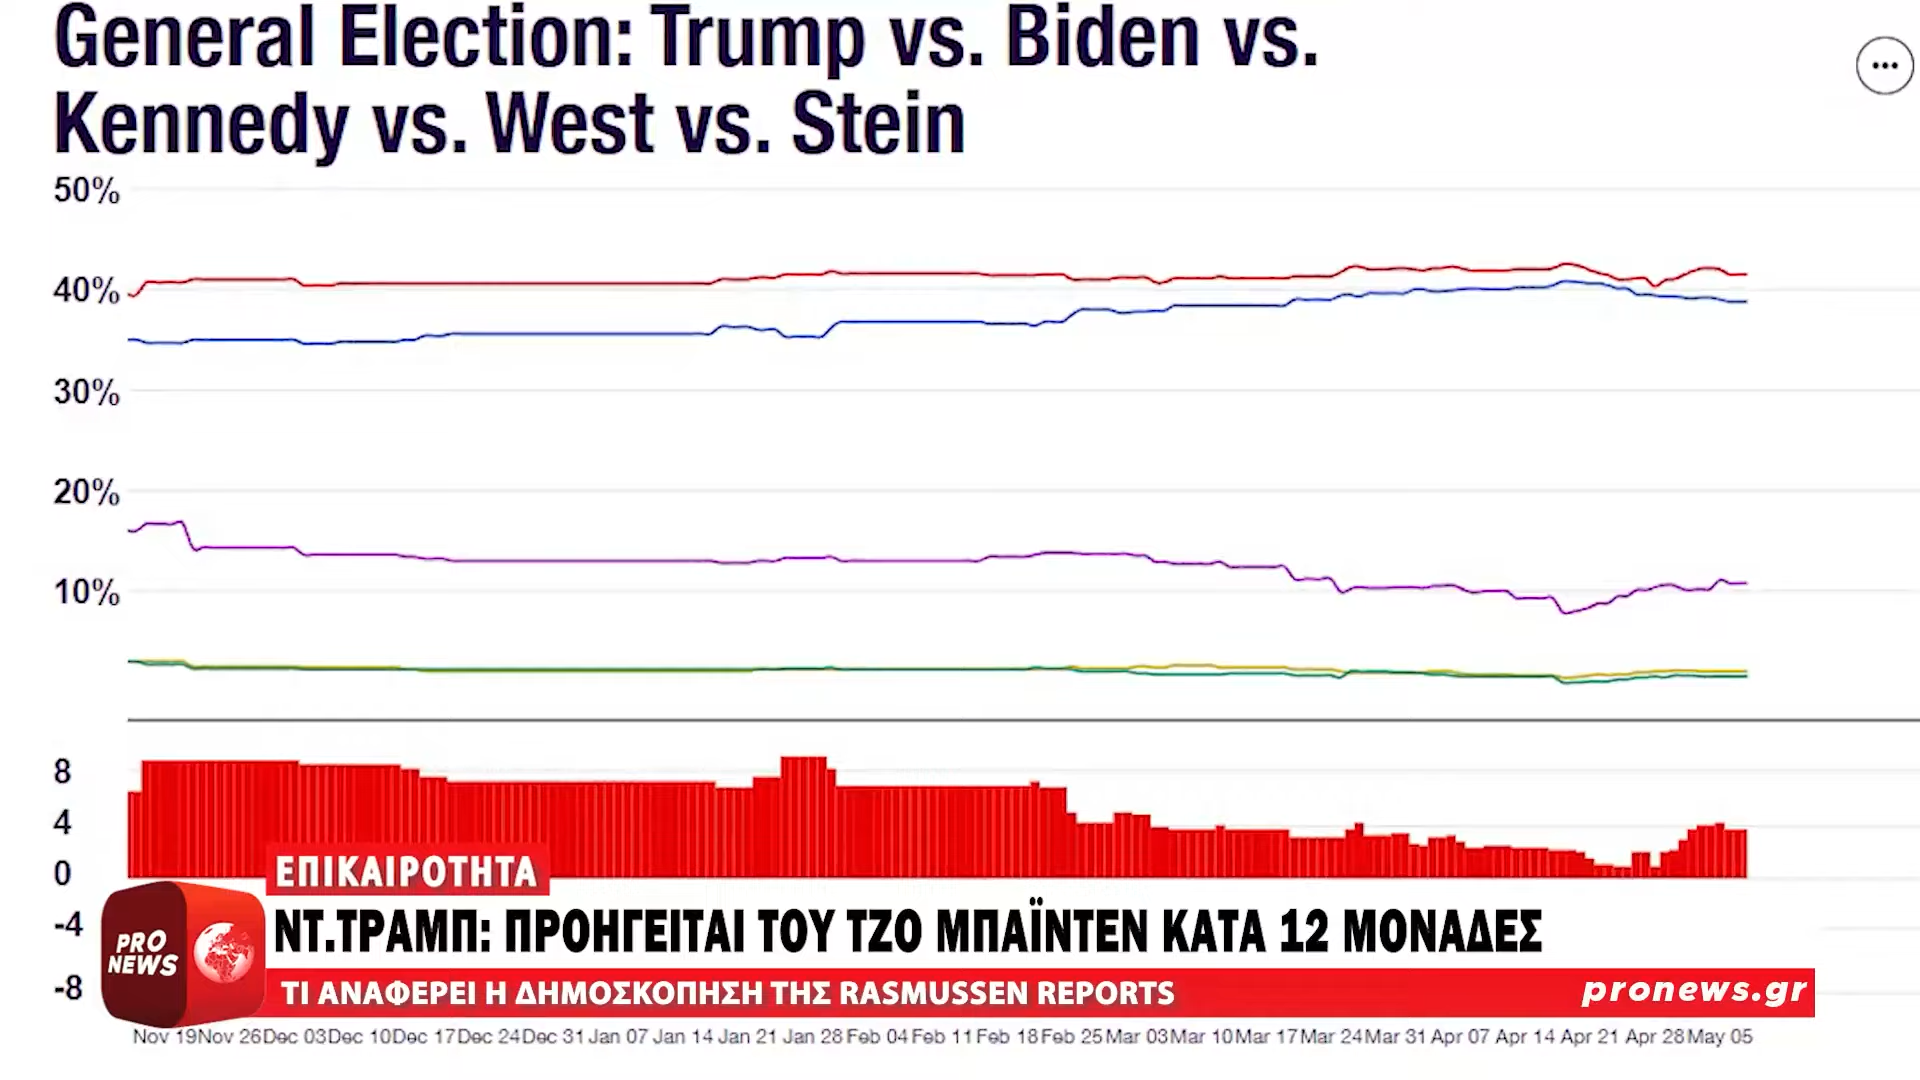 General Election: Trump vs. Biden vs.
Kennedy vs. West vs. Stein
50%
40%
30%
20%
10%
8
4
0
-4
-8
ΕΠΙΚΑΙΡΟΤΗΤΑ
ΝΤ.ΤΡΑΜΠ: ΠΡΟΗΓΕΙΤΑΙ ΤΟΥ ΤΖΟ ΜΠΑΪΝΤΕΝ ΚΑΤΑ 12 ΜΟΝΑΔΕΣ
PRO
NEWS
ΤΙ ΑΝΑΦΕΡΕΙ Η ΔΗΜΟΣΚΟΠΗΣΗ ΤΗΣ RASMUSSEN REPORTS
pronews.gr
Nov 19 Nov 26 Dec 03 Dec 10 Dec 17 Dec 24 Dec 31 Jan 07 Jan 14 Jan 21 Jan 28 Feb 04 Feb 11 Feb 18 Feb 25 Mar 03 Mar 10 Mar 17 Mar 24 Mar 31 Apr 07 Apr 14 Apr 21 Apr 28 May 05